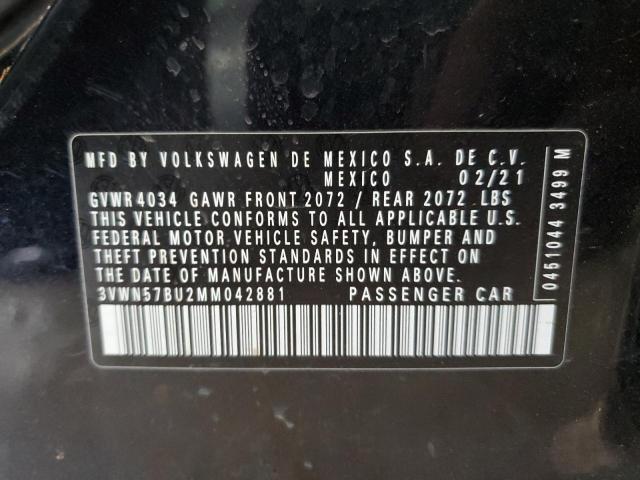 MFD BY VOLKSWAGEN DE MEXICO S.A. DE C.V.
MEXICO 02/21
GVWR 4034 GAWR FRONT 2072 / REAR 2072 LBS
THIS VEHICLE CONFORMS TO ALL APPLICABLE U.S.
FEDERAL MOTOR VEHICLE SAFETY, BUMPER AND
THEFT PREVENTION STANDARDS IN EFFECT ON
THE DATE OF MANUFACTURE SHOWN ABOVE.
3VWN57BU2MM042881 PASSENGER CAR
0451044 3499 M